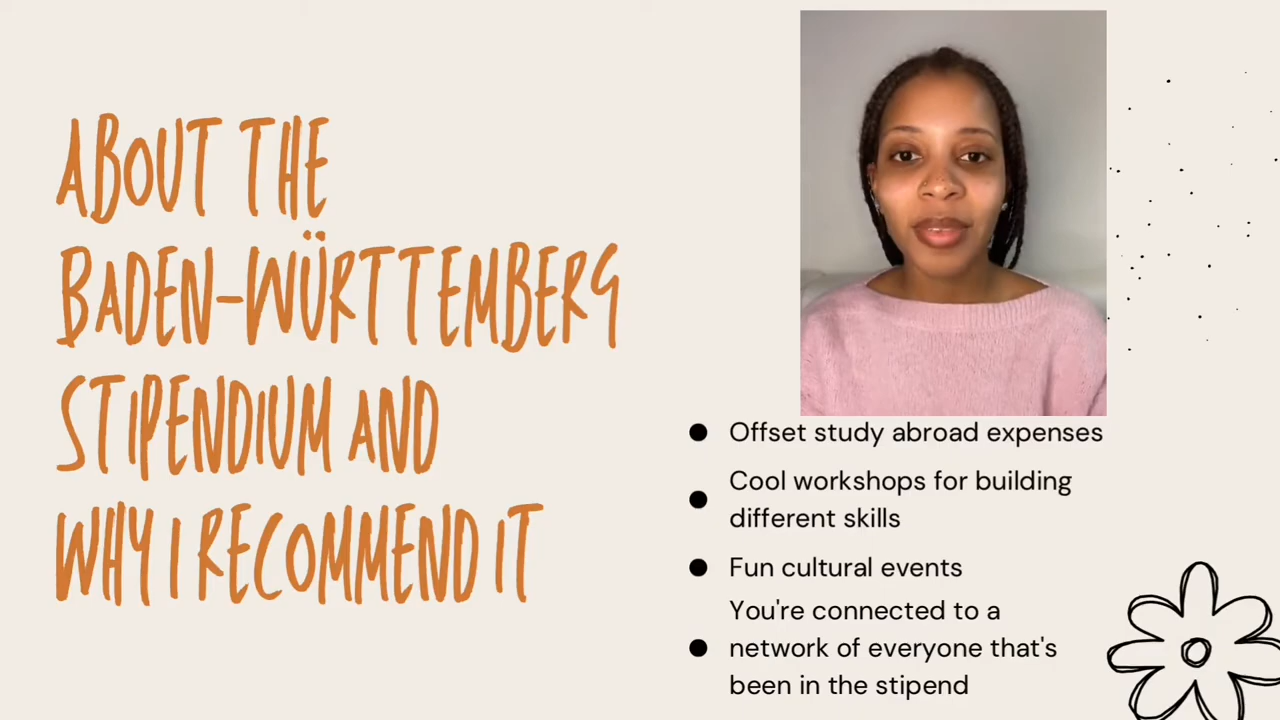 ABOUT THE
BADEN-WÜRTTEMBERG
STIPENDIUM AND
WHY I RECOMMEND IT
Offset study abroad expenses
Cool workshops for building
different skills
Fun cultural events
You're connected to a
network of everyone that's
been in the stipend